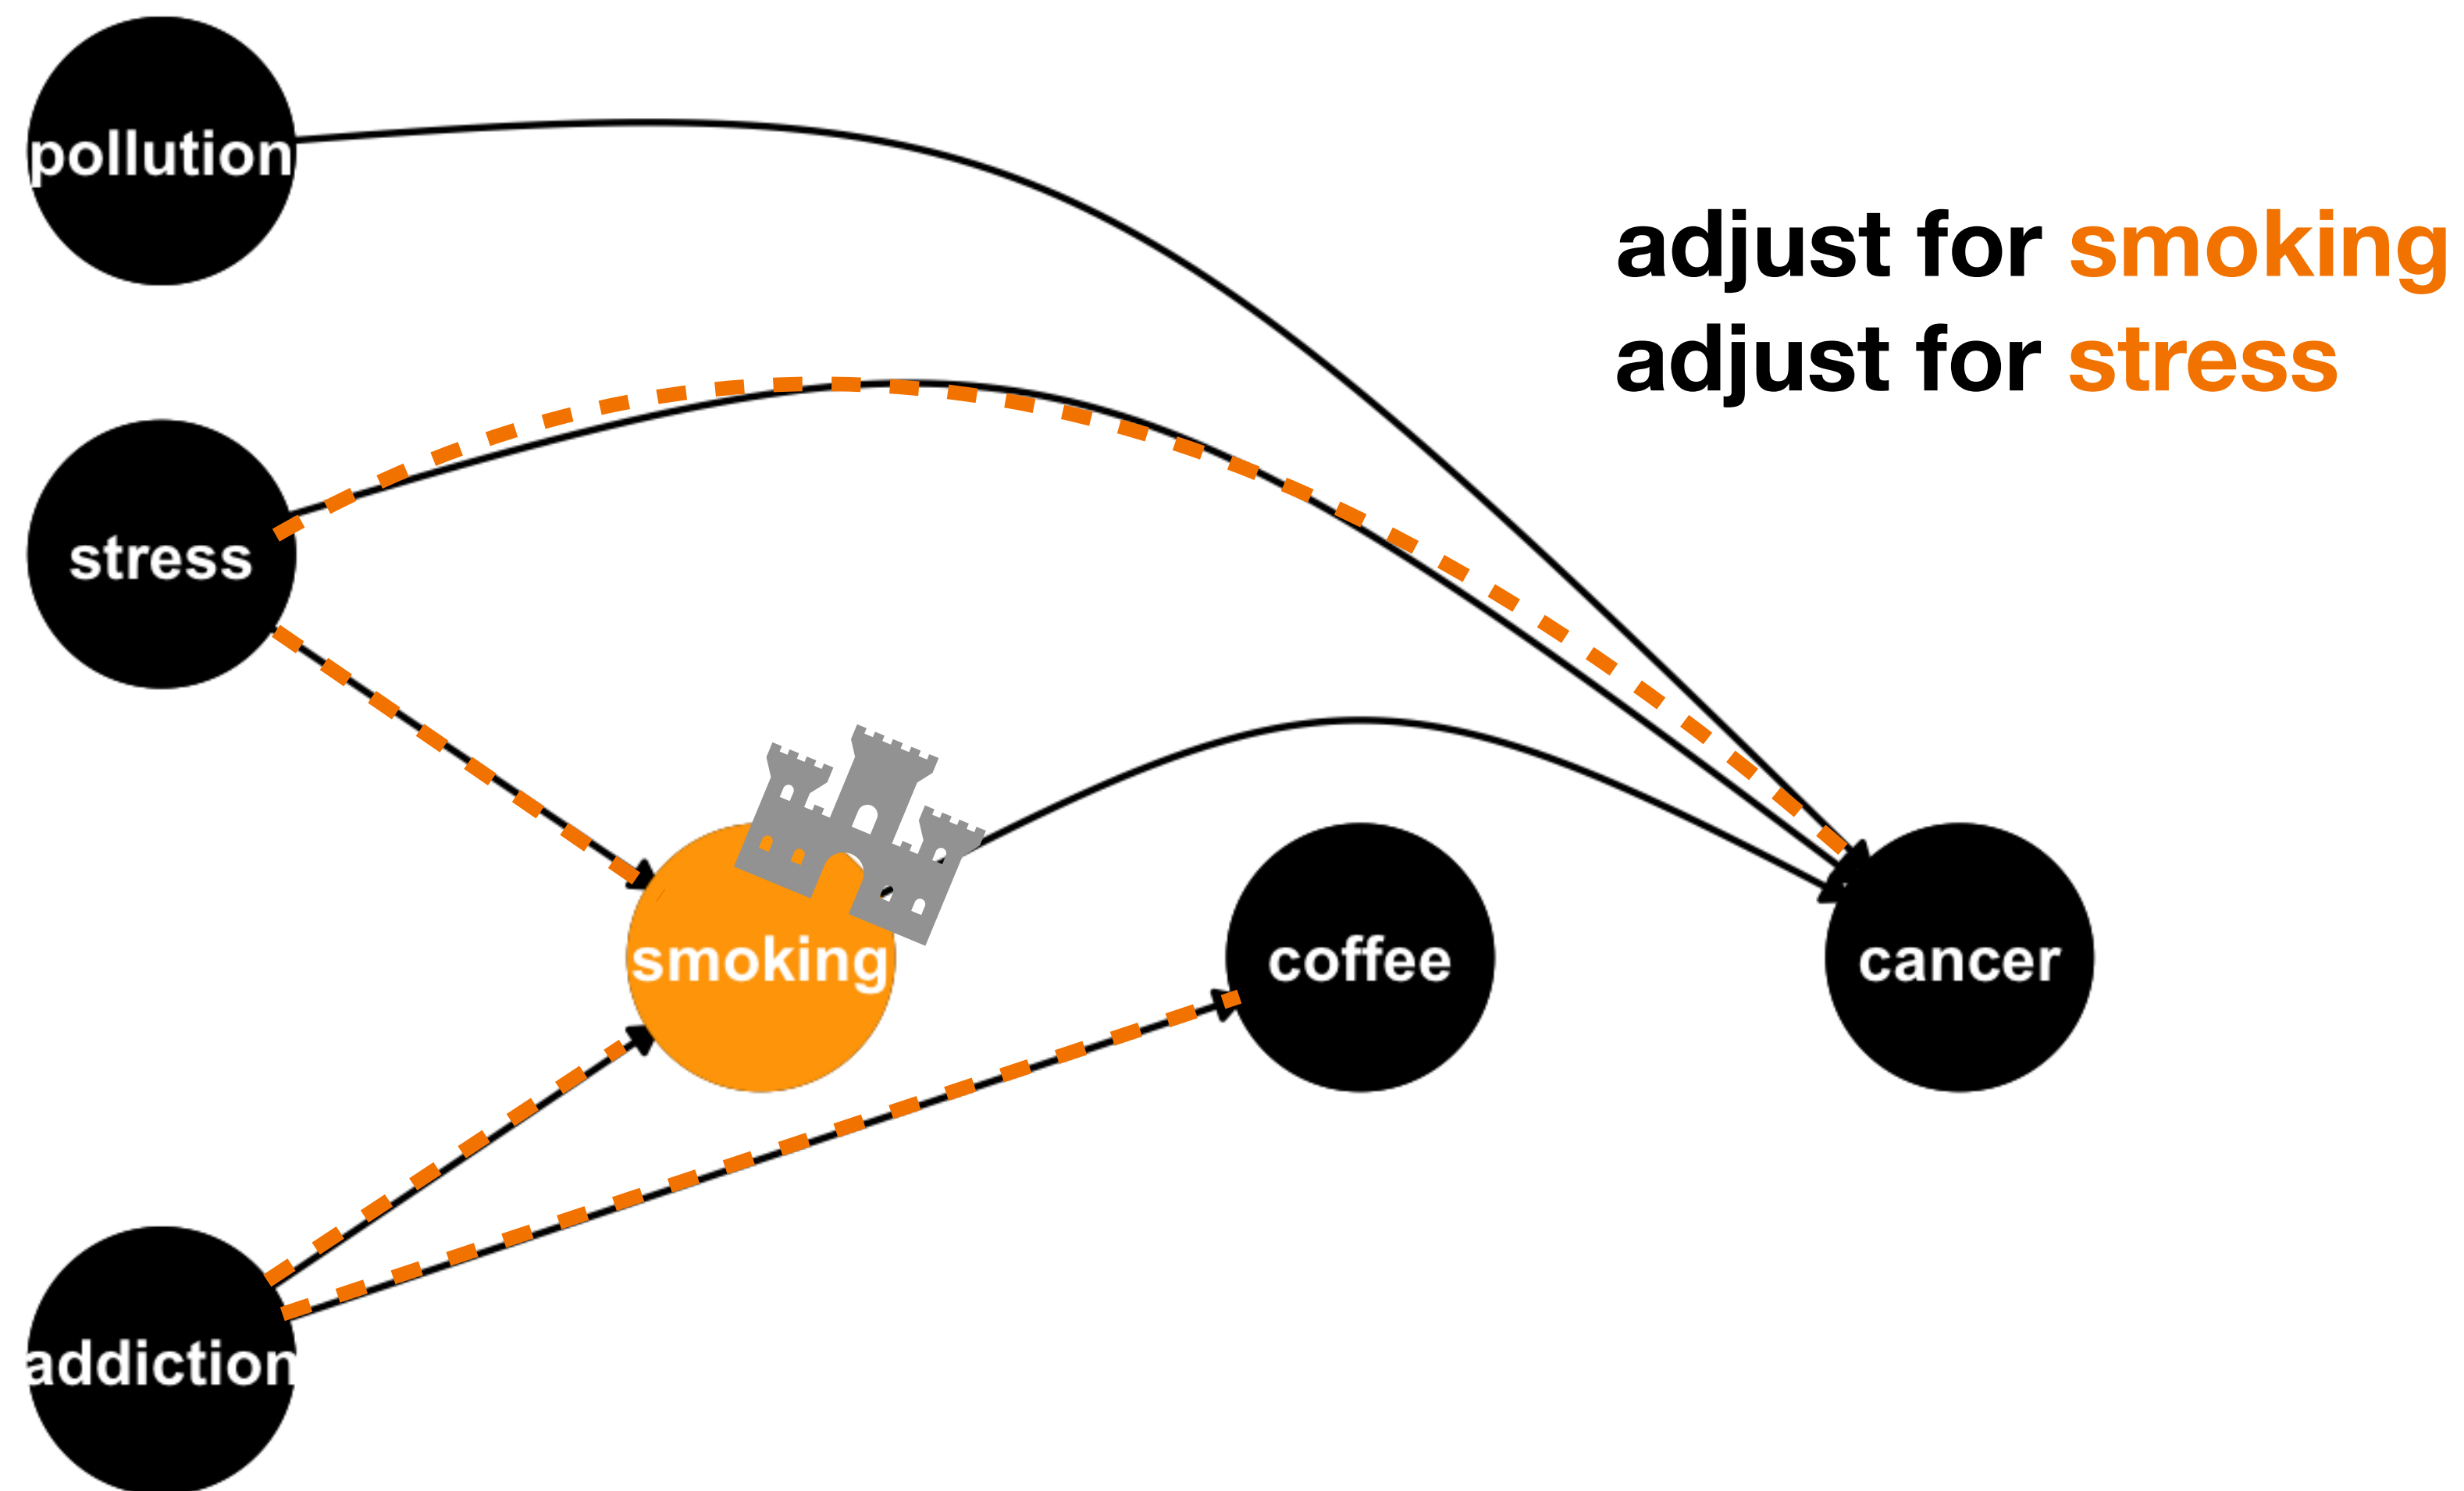 pollution
adjust for smoking
adjust for stress
stress
smoking
coffee
cancer
addiction